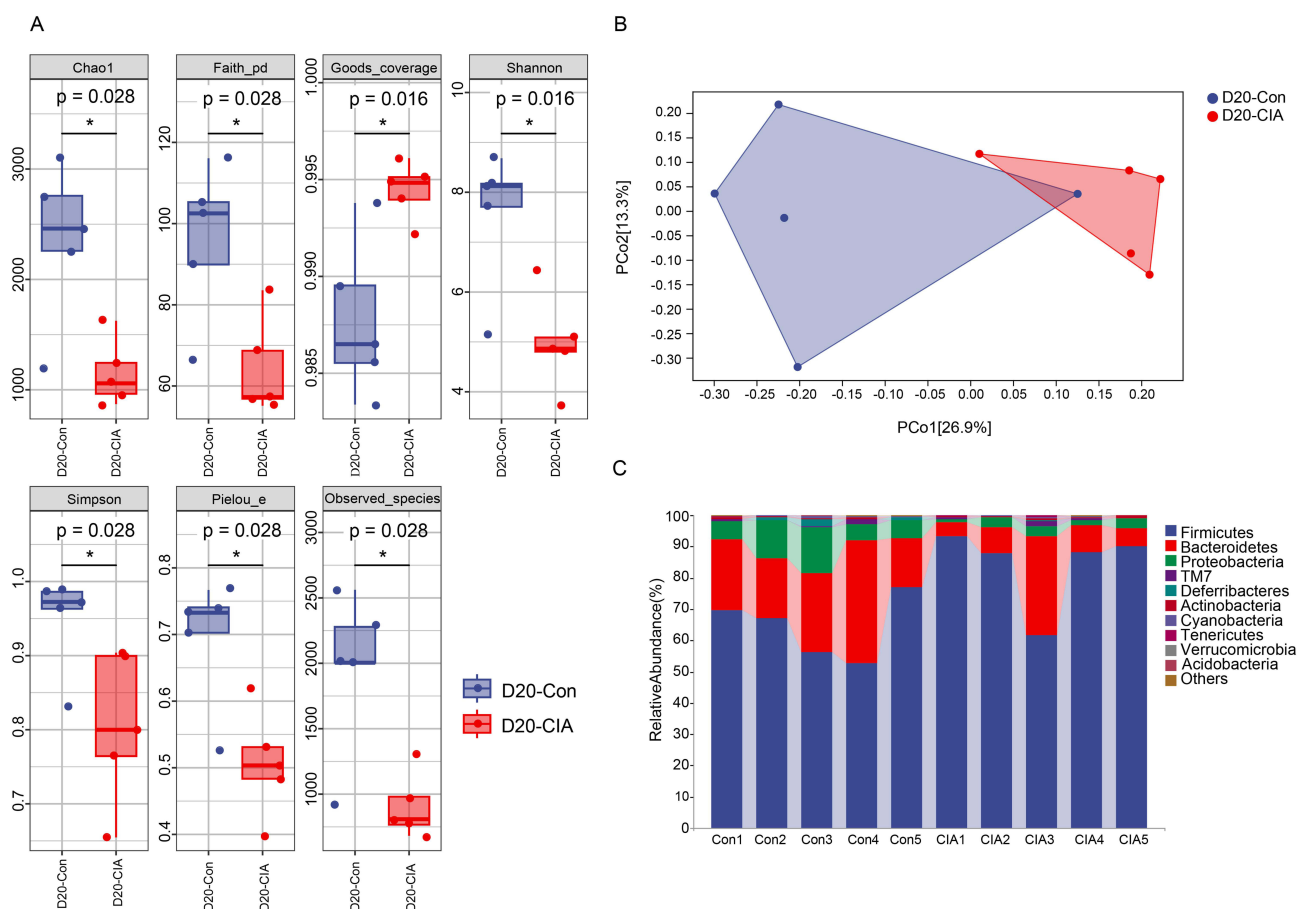 A
Chao1
Faith_pd
Goods_coverage
Shannon
p = 0.028
p = 0.028
p = 0.016
p = 0.016
*
*
*
*
1000
2000
3000
60
80
100
120
0.985
0.990
0.995
1.000
4
6
8
10
D20-Con
D20-CIA
D20-Con
D20-CIA
D20-Con
D20-CIA
D20-Con
D20-CIA
Simpson
Pielou_e
Observed_species
p = 0.028
p = 0.028
p = 0.028
*
*
*
0.7
0.8
0.9
1.0
0.4
0.5
0.6
0.7
0.8
1000
1500
2000
2500
3000
D20-Con
D20-CIA
D20-Con
D20-CIA
D20-Con
D20-CIA
D20-Con
D20-CIA
B
D20-Con
D20-CIA
PCo2[13.3%]
0.20
0.15
0.10
0.05
0.00
-0.05
-0.10
-0.15
-0.20
-0.25
-0.30
-0.30
-0.25
-0.20
-0.15
-0.10
-0.05
0.00
0.05
0.10
0.15
0.20
PCo1[26.9%]
C
RelativeAbundance(%)
100
90
80
70
60
50
40
30
20
10
0
Con1
Con2
Con3
Con4
Con5
CIA1
CIA2
CIA3
CIA4
CIA5
Firmicutes
Bacteroidetes
Proteobacteria
TM7
Deferribacteres
Actinobacteria
Cyanobacteria
Tenericutes
Verrucomicrobia
Acidobacteria
Others